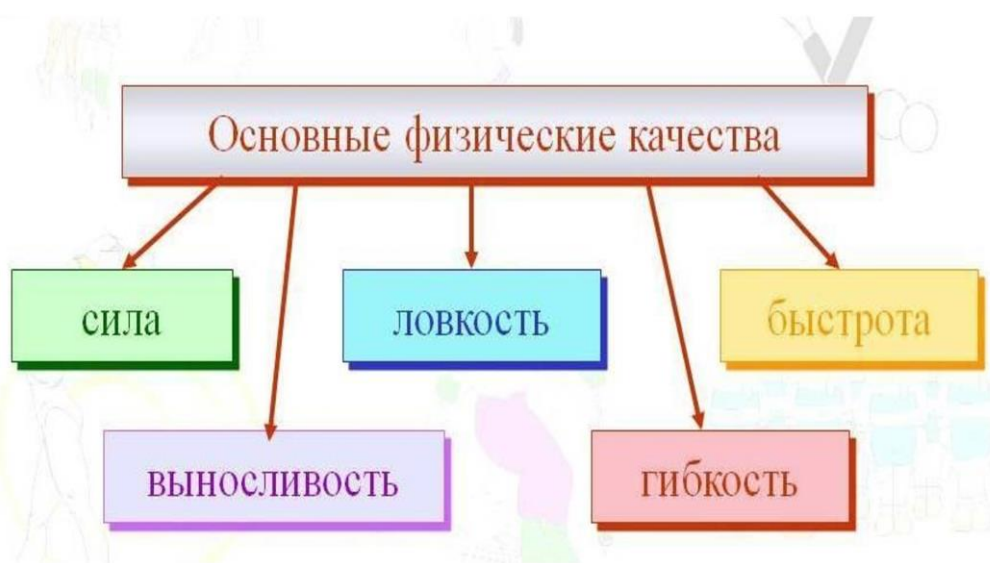 Основные физические качества
сила
ловкость
быстрота
выносливость
гибкость